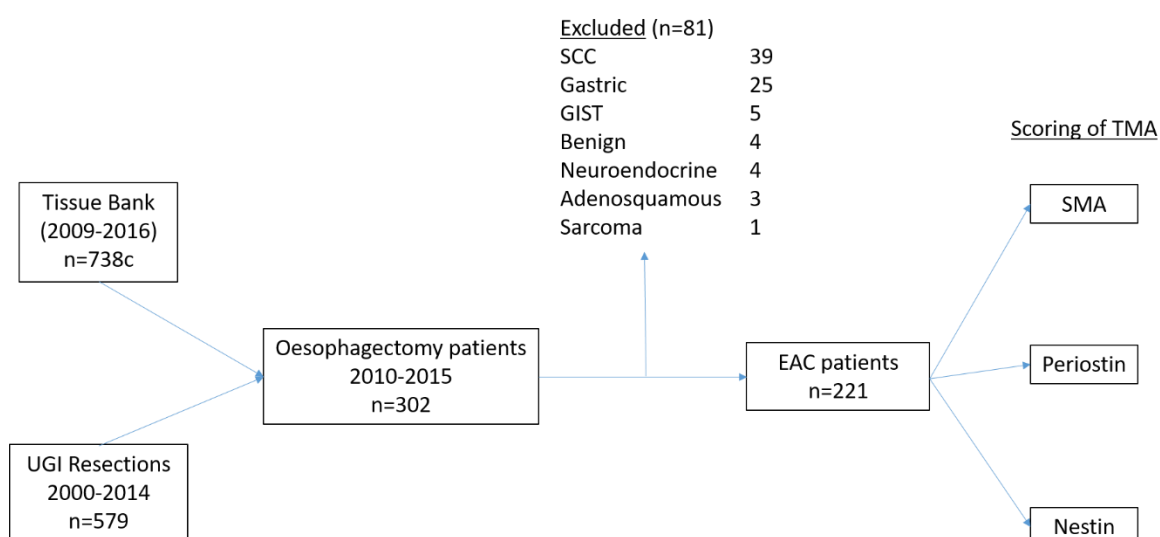 Excluded (n=81)
SCC 39
Gastric 25
GIST 5
Benign 4
Neuroendocrine 4
Adenosquamous 3
Sarcoma 1
Scoring of TMA
Tissue Bank
(2009-2016)
n=738c
SMA
Oesophagectomy patients
2010-2015
n=302
EAC patients
n=221
Periostin
UGI Resections
2000-2014
n=579
Nestin